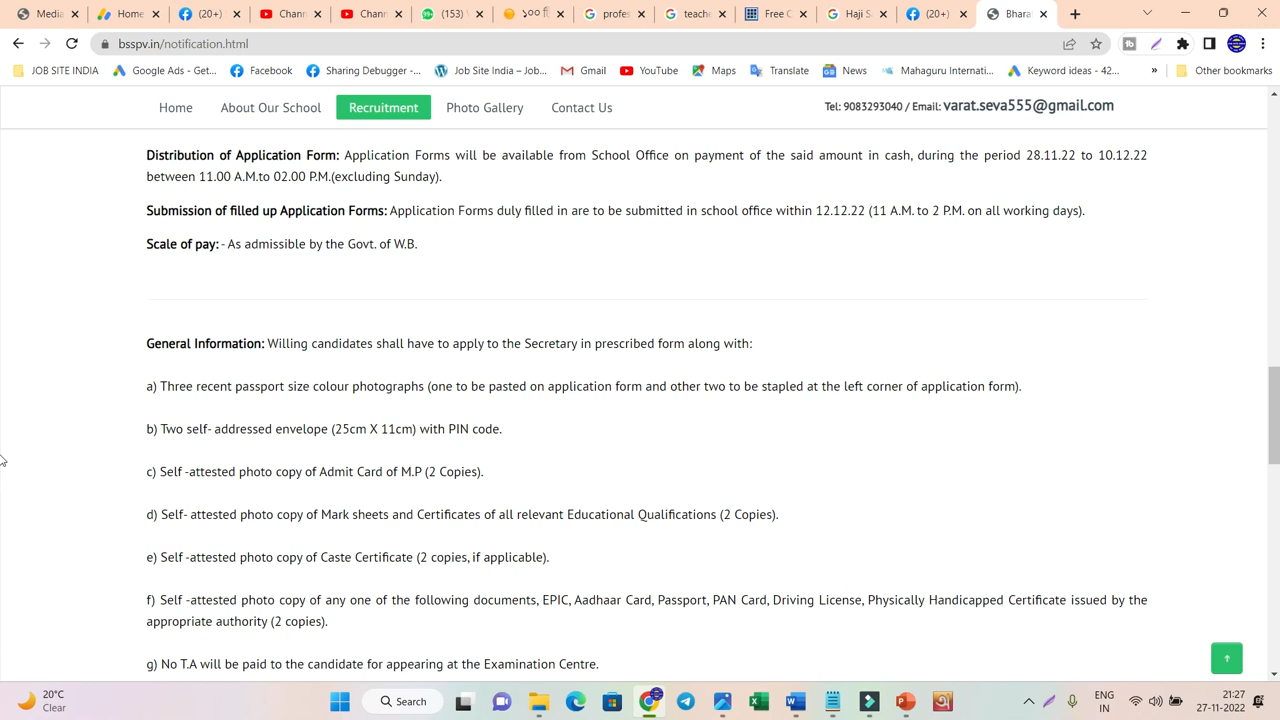 Media
Home
(20+)
Chann
Chann
(153)
profes
teache
Free C
Haji S
(20+)
Bhara
bsspv.in/notification.html
JOB SITE INDIA
Google Ads - Get...
Facebook
Sharing Debugger -...
Job Site India – Job...
Gmail
YouTube
Maps
Translate
News
Mahaguru Internati...
Keyword ideas - 42...
»
Other bookmarks
Home About Our School Recruitment Photo Gallery Contact Us Tel: 9083293040 / Email: varat.seva555@gmail.com
Distribution of Application Form: Application Forms will be available from School Office on payment of the said amount in cash, during the period 28.11.22 to 10.12.22
between 11.00 A.M.to 02.00 P.M.(excluding Sunday).
Submission of filled up Application Forms: Application Forms duly filled in are to be submitted in school office within 12.12.22 (11 A.M. to 2 P.M. on all working days).
Scale of pay: - As admissible by the Govt. of W.B.
General Information: Willing candidates shall have to apply to the Secretary in prescribed form along with:
a) Three recent passport size colour photographs (one to be pasted on application form and other two to be stapled at the left corner of application form).
b) Two self- addressed envelope (25cm X 11cm) with PIN code.
c) Self -attested photo copy of Admit Card of M.P (2 Copies).
d) Self- attested photo copy of Mark sheets and Certificates of all relevant Educational Qualifications (2 Copies).
e) Self -attested photo copy of Caste Certificate (2 copies, if applicable).
f) Self -attested photo copy of any one of the following documents, EPIC, Aadhaar Card, Passport, PAN Card, Driving License, Physically Handicapped Certificate issued by the
appropriate authority (2 copies).
g) No T.A will be paid to the candidate for appearing at the Examination Centre.
20°C
Clear
Search
ENG
IN
21:27
27-11-2022